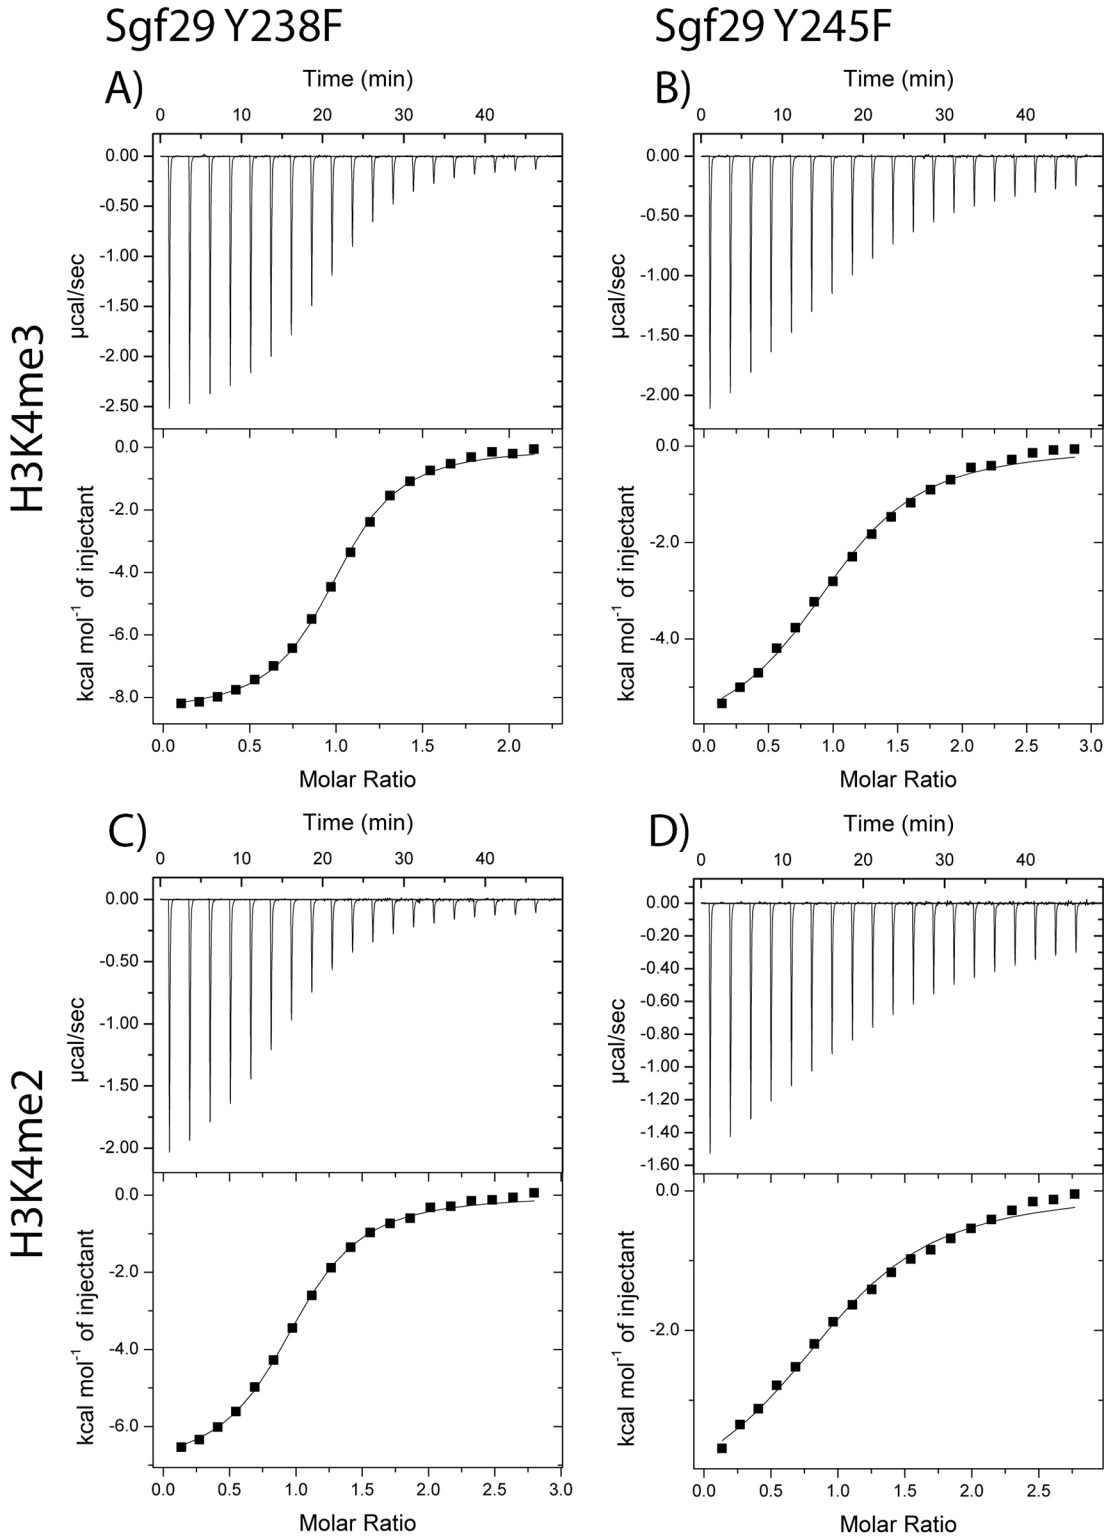 Sgf29 Y238F
Sgf29 Y245F
A)
Time (min)
0 10 20 30 40
0.00
-0.50
-1.00
-1.50
-2.00
-2.50
µcal/sec
H3K4me3
0.0
-2.0
-4.0
-6.0
-8.0
kcal mol⁻¹ of injectant
0.0 0.5 1.0 1.5 2.0
Molar Ratio
B)
Time (min)
0 10 20 30 40
0.00
-0.50
-1.00
-1.50
-2.00
µcal/sec
0.0
-2.0
-4.0
kcal mol⁻¹ of injectant
0.0 0.5 1.0 1.5 2.0 2.5 3.0
Molar Ratio
C)
Time (min)
0 10 20 30 40
0.00
-0.50
-1.00
-1.50
-2.00
µcal/sec
H3K4me2
0.0
-2.0
-4.0
-6.0
kcal mol⁻¹ of injectant
0.0 0.5 1.0 1.5 2.0 2.5 3.0
Molar Ratio
D)
Time (min)
0 10 20 30 40
0.00
-0.20
-0.40
-0.60
-0.80
-1.00
-1.20
-1.40
-1.60
µcal/sec
0.0
-2.0
kcal mol⁻¹ of injectant
0.0 0.5 1.0 1.5 2.0 2.5
Molar Ratio